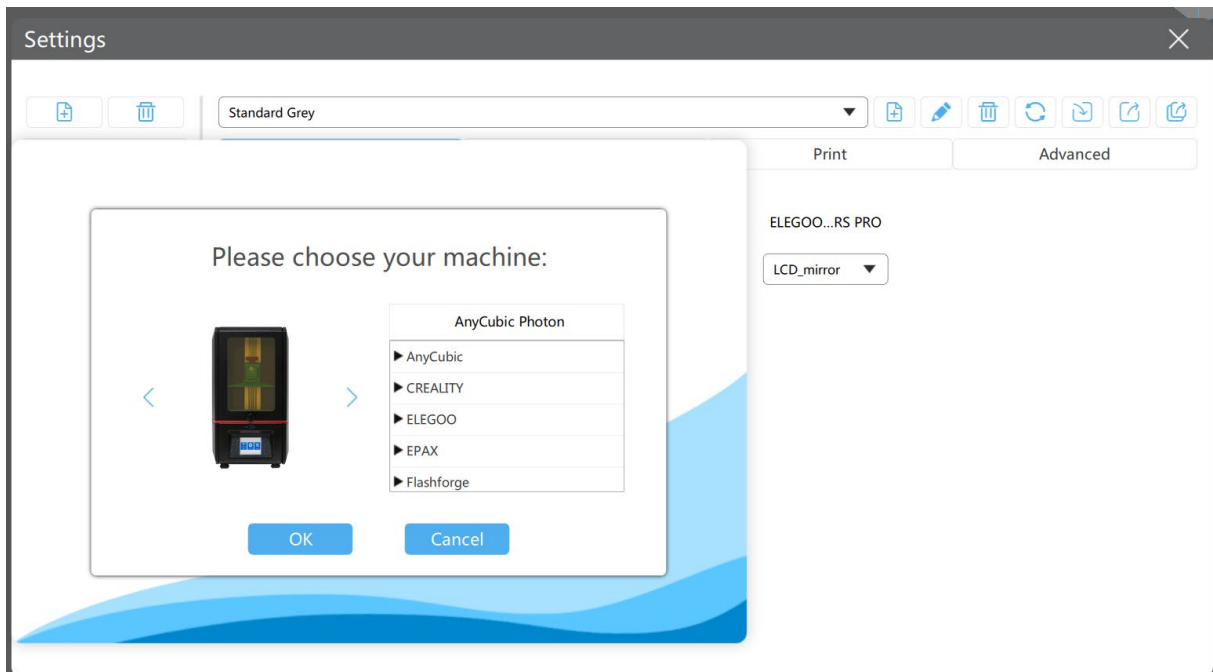 Settings
Standard Grey
Print
Advanced
ELEGOO...RS PRO
LCD_mirror
Please choose your machine:
AnyCubic Photon
AnyCubic
CREALITY
ELEGOO
EPAX
Flashforge
OK
Cancel